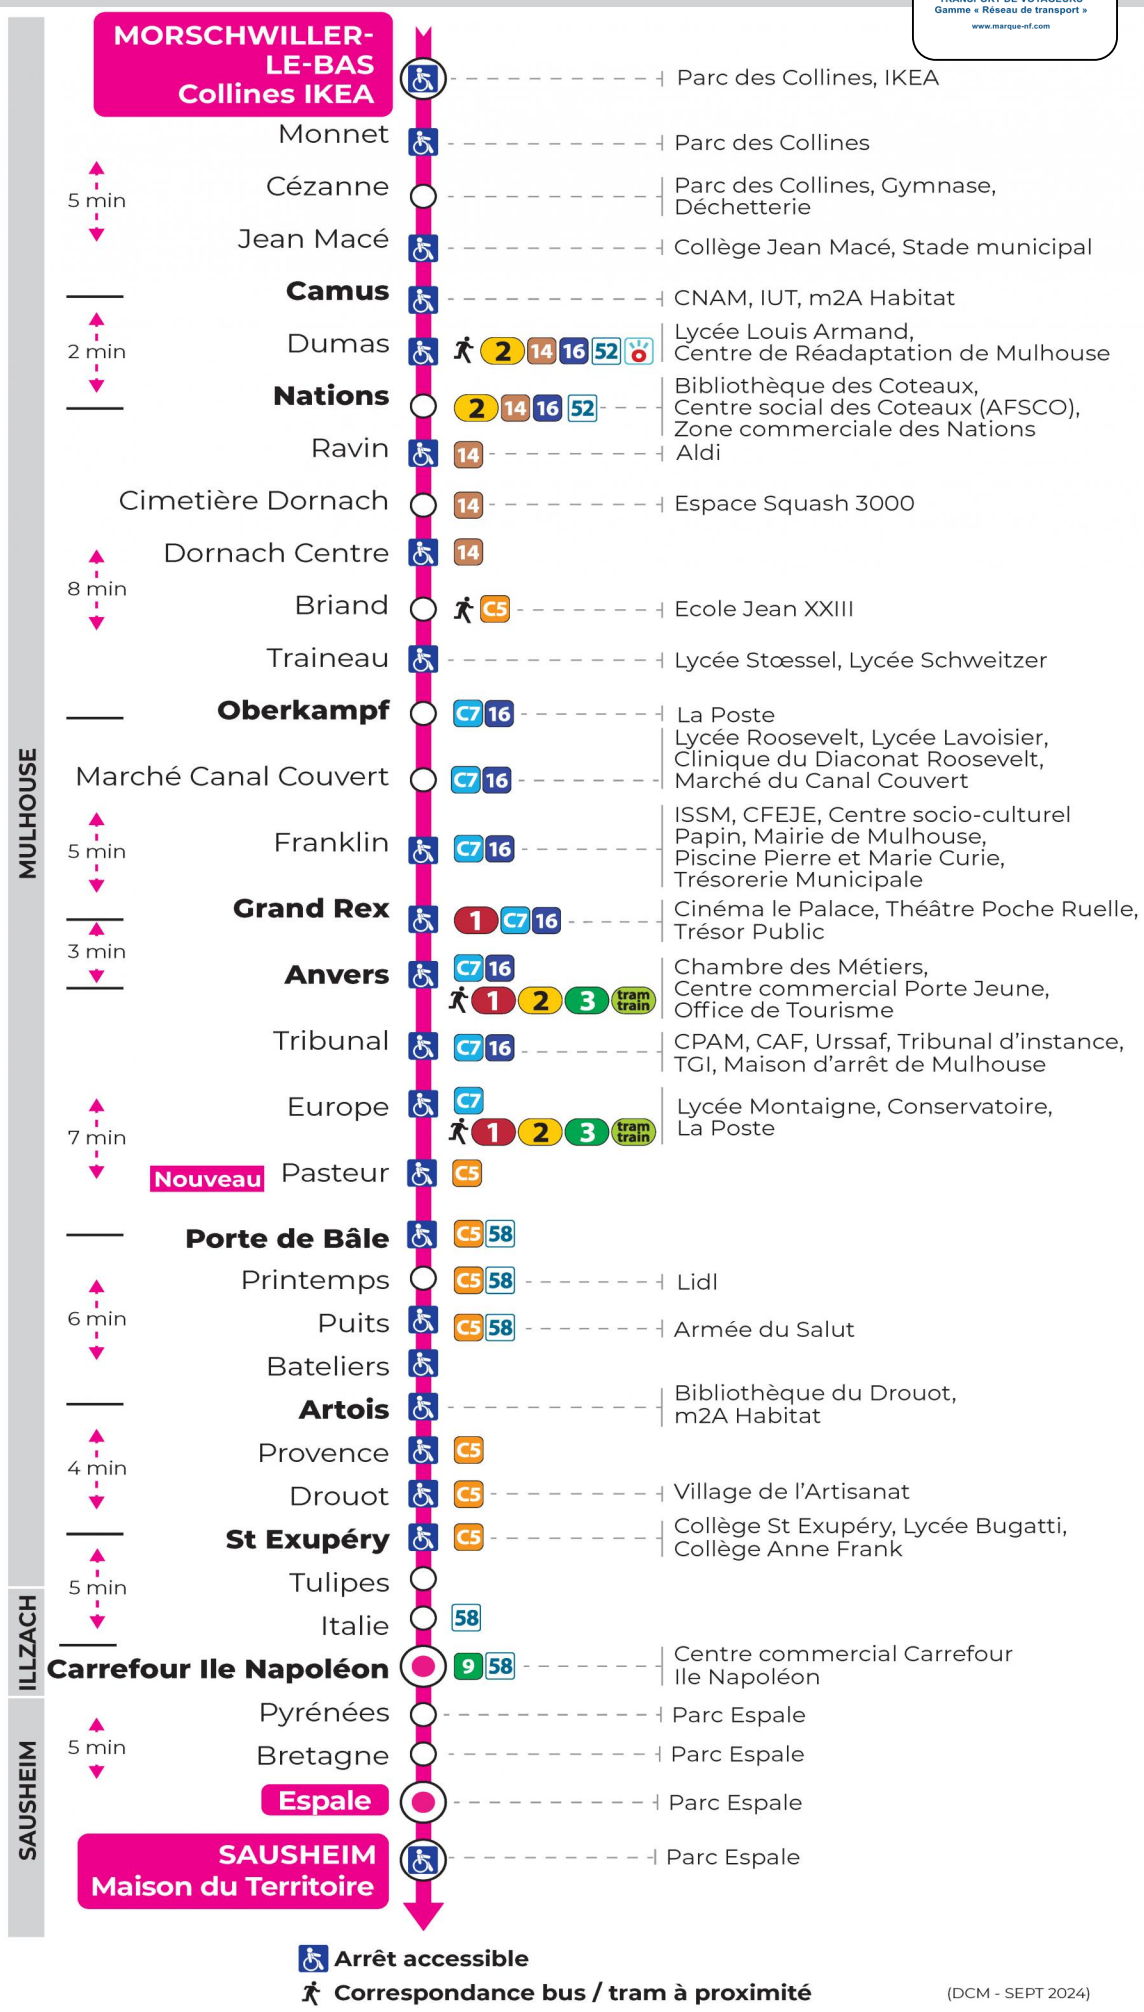 TRANSPORT DE VOYAGEURS
Gamme « Réseau de transport »
www.marque-nf.com
MORSCHWILLER-
LE-BAS
Collines IKEA
Parc des Collines, IKEA
Monnet
Parc des Collines
5 min
Cézanne
Parc des Collines, Gymnase,
Déchetterie
Jean Macé
Collège Jean Macé, Stade municipal
Camus
CNAM, IUT, m2A Habitat
2 min
Dumas
2 14 16 52
Lycée Louis Armand,
Centre de Réadaptation de Mulhouse
Nations
2 14 16 52
Bibliothèque des Coteaux,
Centre social des Coteaux (AFSCO),
Zone commerciale des Nations
Ravin
14
Aldi
Cimetière Dornach
14
Espace Squash 3000
Dornach Centre
14
8 min
Briand
C5
Ecole Jean XXIII
Traineau
Lycée Stœssel, Lycée Schweitzer
Oberkampf
C7 16
La Poste
MULHOUSE
Marché Canal Couvert
C7 16
Lycée Roosevelt, Lycée Lavoisier,
Clinique du Diaconat Roosevelt,
Marché du Canal Couvert
5 min
Franklin
C7 16
ISSM, CFEJE, Centre socio-culturel
Papin, Mairie de Mulhouse,
Piscine Pierre et Marie Curie,
Trésorerie Municipale
Grand Rex
1 C7 16
Cinéma le Palace, Théâtre Poche Ruelle,
Trésor Public
3 min
Anvers
C7 16
1 2 3 tram train
Chambre des Métiers,
Centre commercial Porte Jeune,
Office de Tourisme
Tribunal
C7 16
CPAM, CAF, Urssaf, Tribunal d’instance,
TGI, Maison d’arrêt de Mulhouse
7 min
Europe
C7
1 2 3 tram train
Lycée Montaigne, Conservatoire,
La Poste
Nouveau Pasteur
C5
Porte de Bâle
C5 58
Printemps
C5 58
Lidl
6 min
Puits
C5 58
Armée du Salut
Bateliers
Artois
Bibliothèque du Drouot,
m2A Habitat
4 min
Provence
C5
Drouot
C5
Village de l’Artisanat
St Exupéry
C5
Collège St Exupéry, Lycée Bugatti,
Collège Anne Frank
5 min
Tulipes
ILLZACH
Italie
58
Carrefour Ile Napoléon
9 58
Centre commercial Carrefour
Ile Napoléon
SAUSHEIM
Pyrénées
Parc Espale
5 min
Bretagne
Parc Espale
Espale
Parc Espale
SAUSHEIM
Maison du Territoire
Parc Espale
Arrêt accessible
Correspondance bus / tram à proximité
(DCM - SEPT 2024)